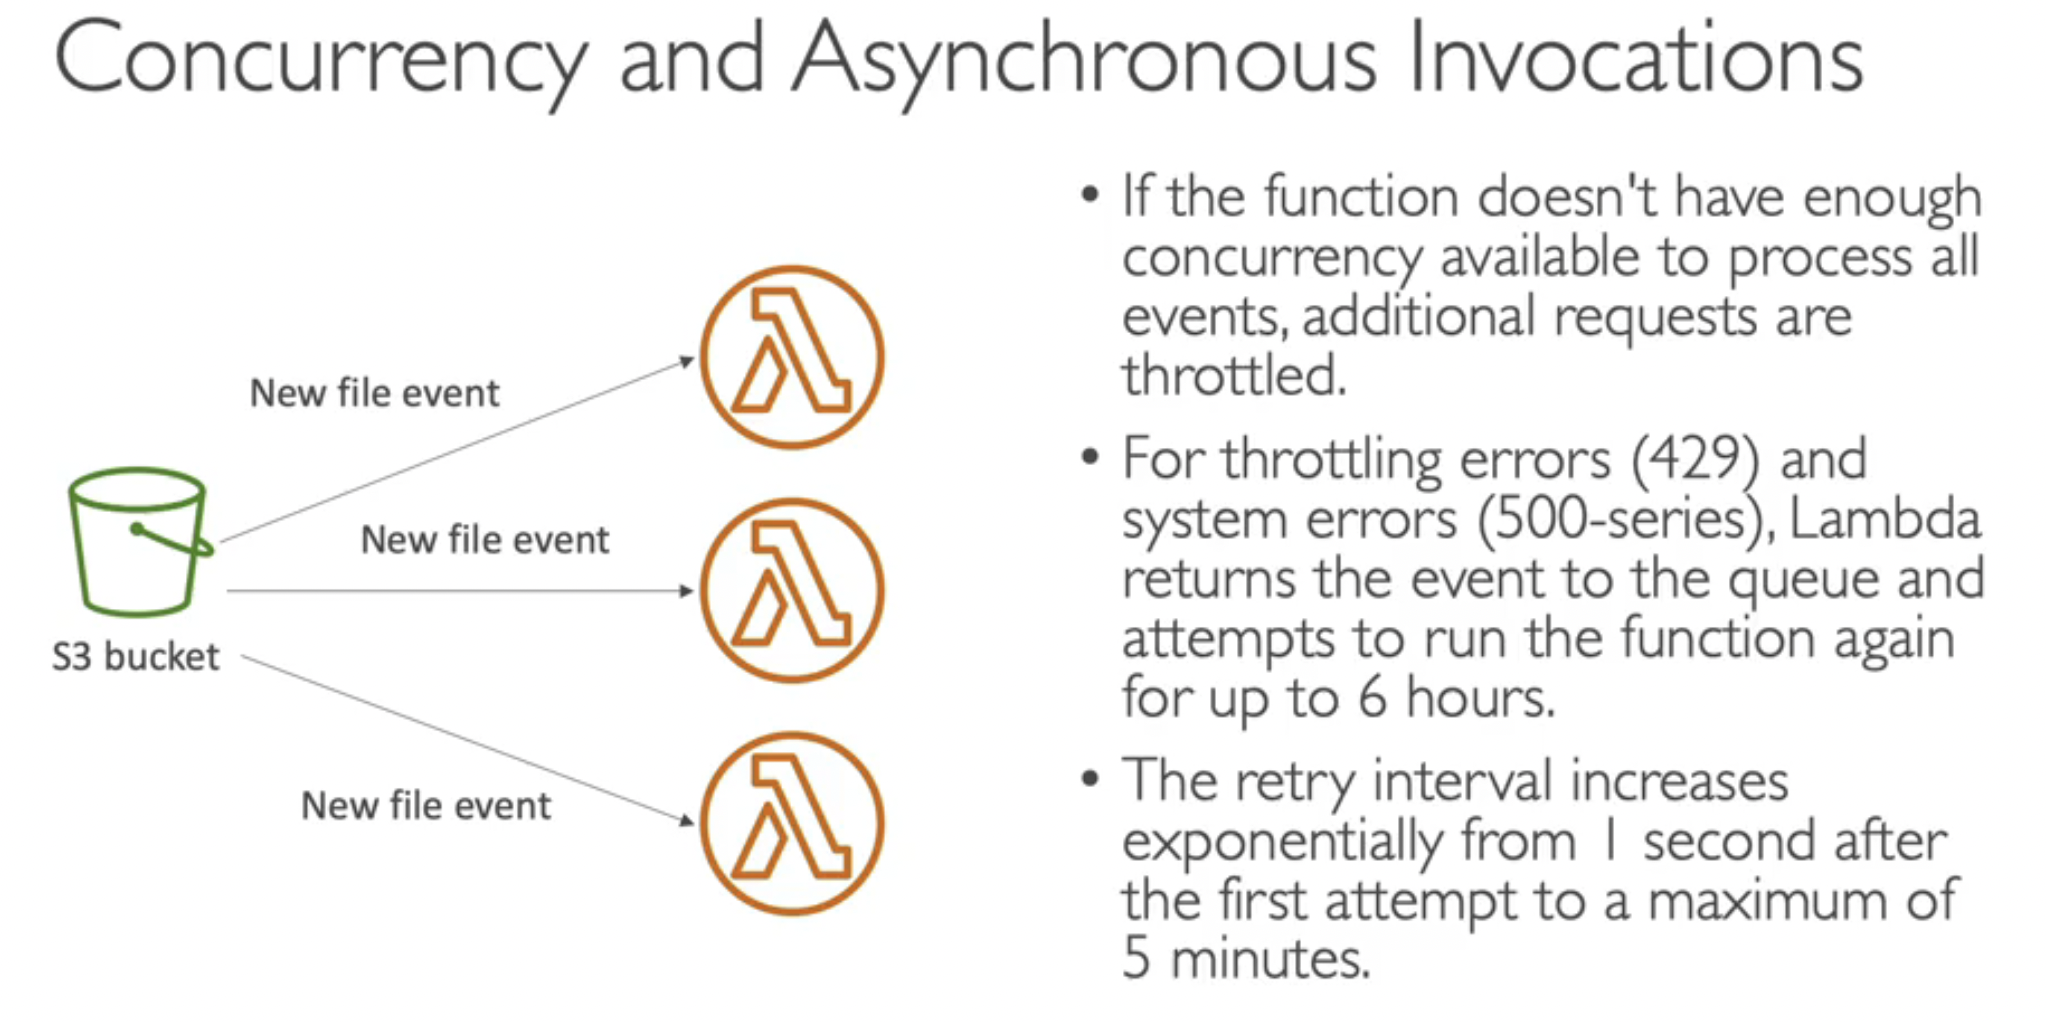 Concurrency and Asynchronous Invocations
New file event
New file event
S3 bucket
New file event
• If the function doesn't have enough
concurrency available to process all
events, additional requests are
throttled.
• For throttling errors (429) and
system errors (500-series), Lambda
returns the event to the queue and
attempts to run the function again
for up to 6 hours.
• The retry interval increases
exponentially from 1 second after
the first attempt to a maximum of
5 minutes.